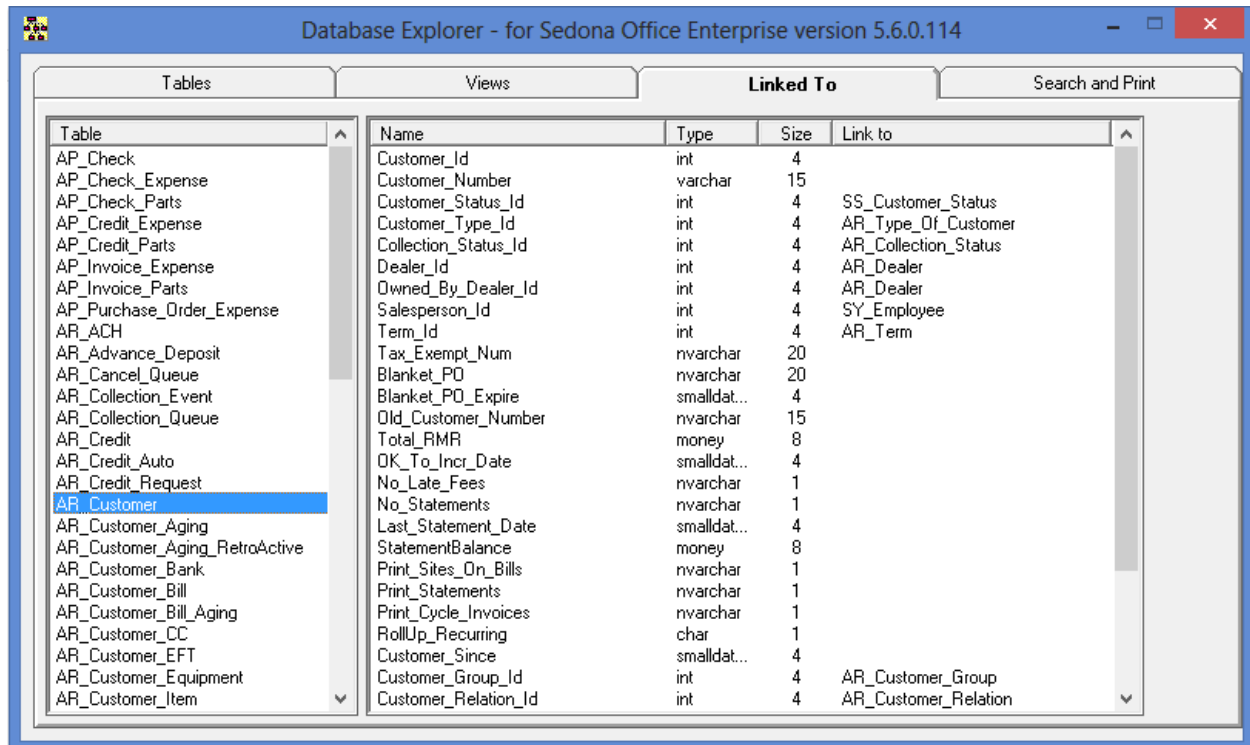 Database Explorer - for Sedona Office Enterprise version 5.6.0.114
Tables Views Linked To Search and Print
Table
AP_Check
AP_Check_Expense
AP_Check_Parts
AP_Credit_Expense
AP_Credit_Parts
AP_Invoice_Expense
AP_Invoice_Parts
AP_Purchase_Order_Expense
AR_ACH
AR_Advance_Deposit
AR_Cancel_Queue
AR_Collection_Event
AR_Collection_Queue
AR_Credit
AR_Credit_Auto
AR_Credit_Request
AR_Customer
AR_Customer_Aging
AR_Customer_Aging_RetroActive
AR_Customer_Bank
AR_Customer_Bill
AR_Customer_Bill_Aging
AR_Customer_CC
AR_Customer_EFT
AR_Customer_Equipment
AR_Customer_Item
Name Type Size Link to
Customer_Id int 4
Customer_Number varchar 15
Customer_Status_Id int 4 SS_Customer_Status
Customer_Type_Id int 4 AR_Type_Of_Customer
Collection_Status_Id int 4 AR_Collection_Status
Dealer_Id int 4 AR_Dealer
Owned_By_Dealer_Id int 4 AR_Dealer
Salesperson_Id int 4 SY_Employee
Term_Id int 4 AR_Term
Tax_Exempt_Num nvarchar 20
Blanket_PO nvarchar 20
Blanket_PO_Expire smalldat... 4
Old_Customer_Number nvarchar 15
Total_RMR money 8
OK_To_Incr_Date smalldat... 4
No_Late_Fees nvarchar 1
No_Statements nvarchar 1
Last_Statement_Date smalldat... 4
StatementBalance money 8
Print_Sites_On_Bills nvarchar 1
Print_Statements nvarchar 1
Print_Cycle_Invoices nvarchar 1
RollUp_Recurring char 1
Customer_Since smalldat... 4
Customer_Group_Id int 4 AR_Customer_Group
Customer_Relation_Id int 4 AR_Customer_Relation